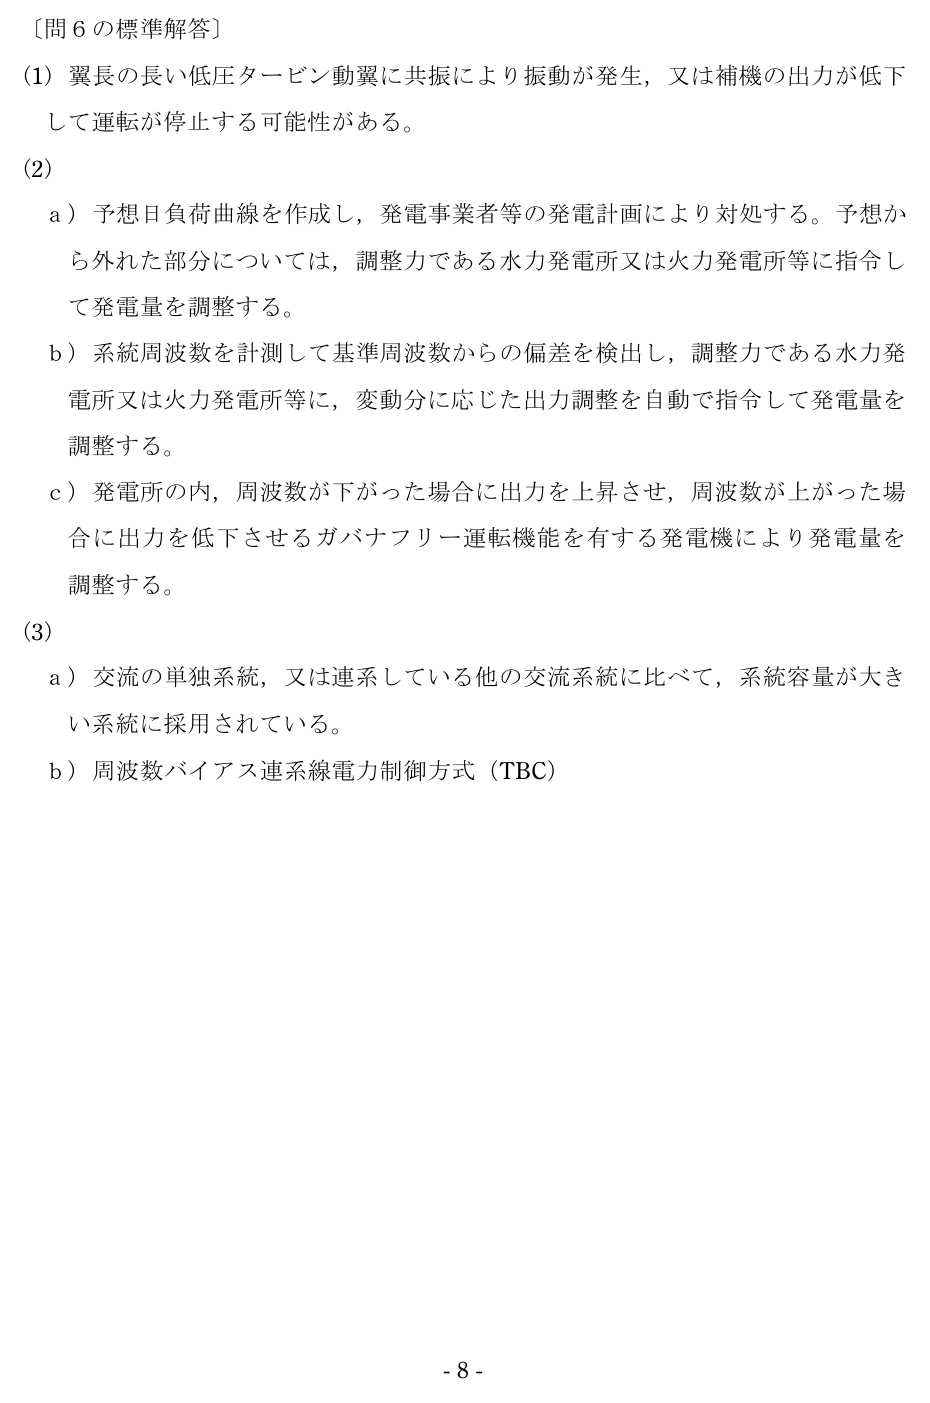 〔問６の標準解答〕
(1) 翼長の長い低圧タービン動翼に共振により振動が発生，又は補機の出力が低下
して運転が停止する可能性がある。
(2)
ａ）予想日負荷曲線を作成し，発電事業者等の発電計画により対処する。予想か
ら外れた部分については，調整力である水力発電所又は火力発電所等に指令し
て発電量を調整する。
ｂ）系統周波数を計測して基準周波数からの偏差を検出し，調整力である水力発
電所又は火力発電所等に，変動分に応じた出力調整を自動で指令して発電量を
調整する。
ｃ）発電所の内，周波数が下がった場合に出力を上昇させ，周波数が上がった場
合に出力を低下させるガバナフリー運転機能を有する発電機により発電量を
調整する。
(3)
ａ）交流の単独系統，又は連系している他の交流系統に比べて，系統容量が大き
い系統に採用されている。
ｂ）周波数バイアス連系線電力制御方式（TBC）
- 8 -